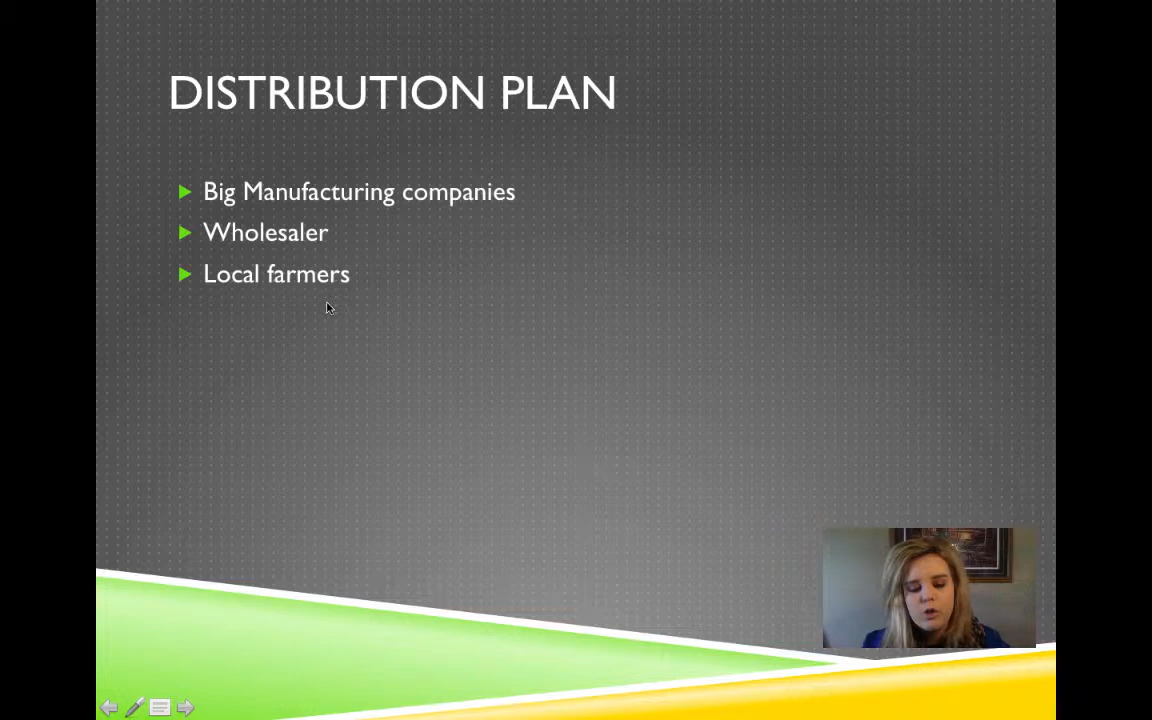 DISTRIBUTION PLAN
Big Manufacturing companies
Wholesaler
Local farmers